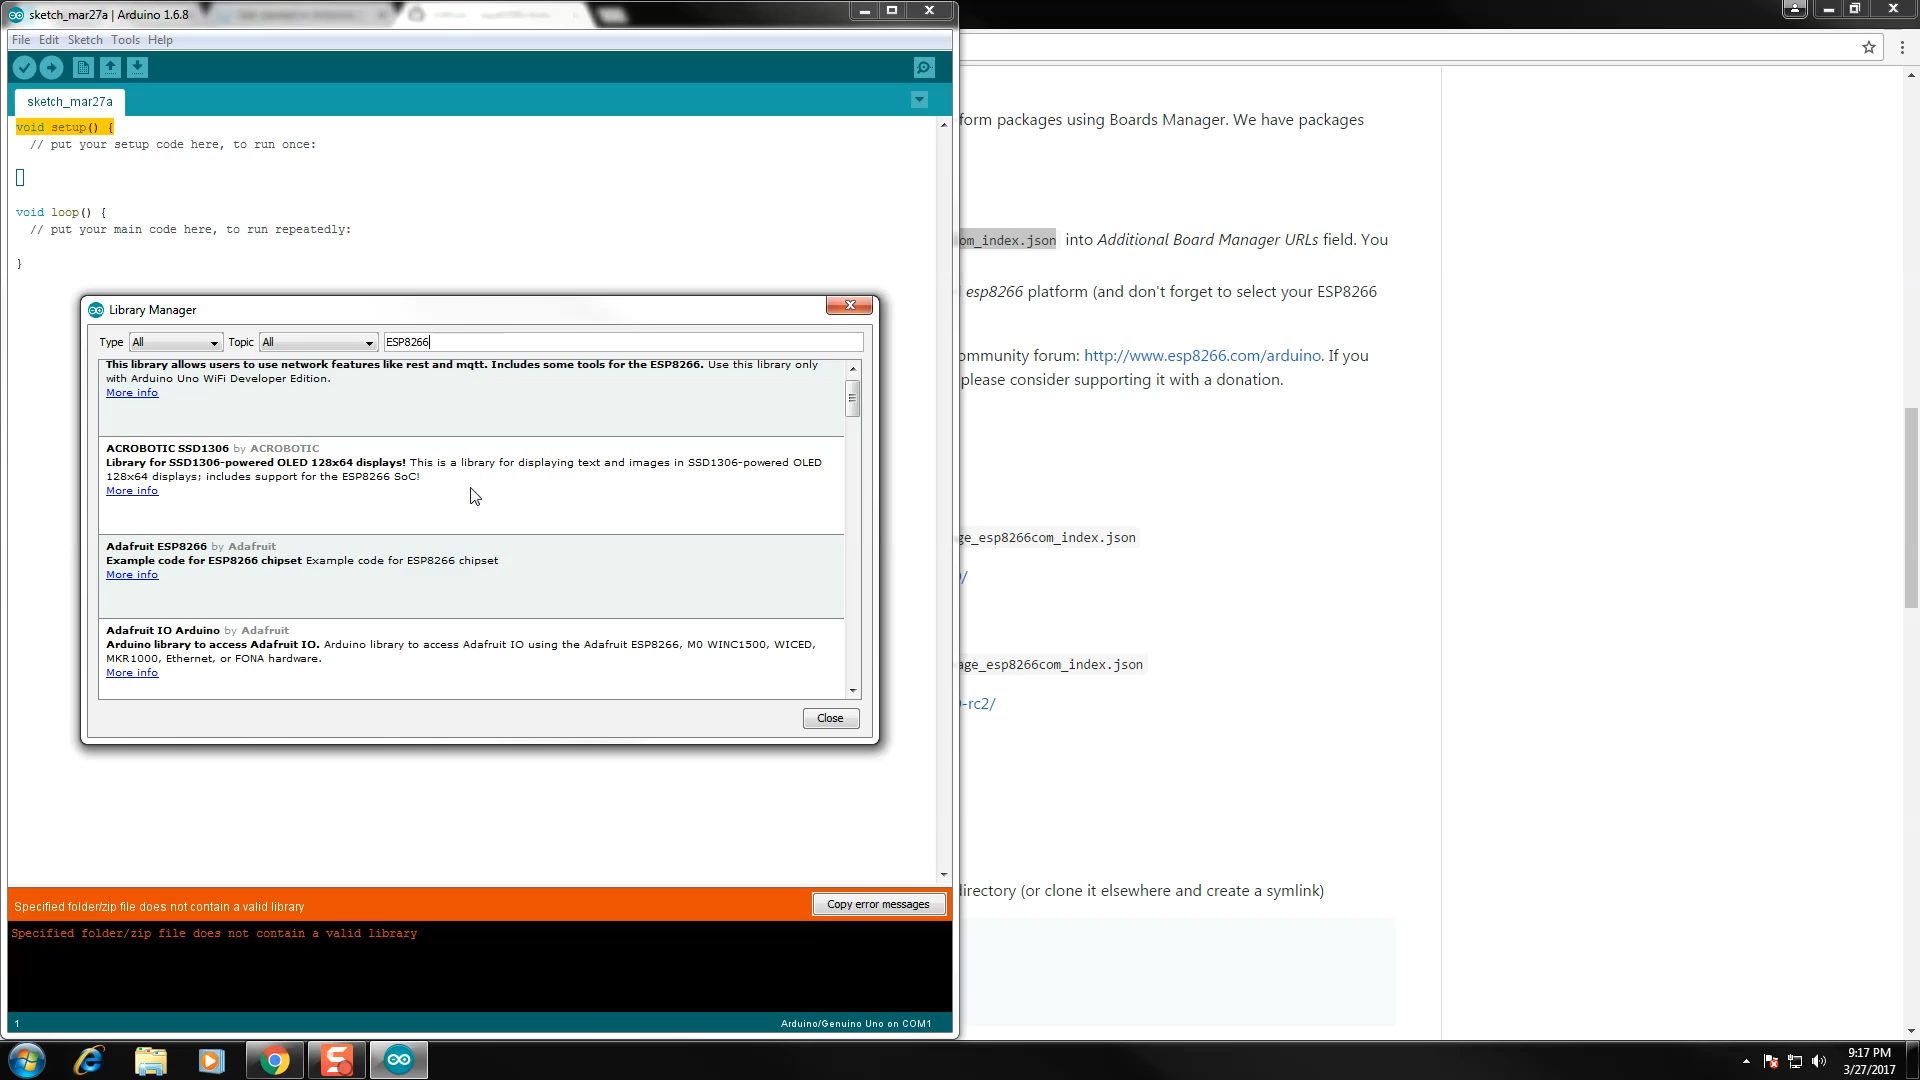 sketch_mar27a | Arduino 1.6.8
File Edit Sketch Tools Help
sketch_mar27a
void setup() {
// put your setup code here, to run once:
void loop() {
// put your main code here, to run repeatedly:
}
Library Manager
Type All Topic All ESP8266
This library allows users to use network features like rest and mqtt. Includes some tools for the ESP8266. Use this library only
with Arduino Uno WiFi Developer Edition.
More info
ACROBOTIC SSD1306 by ACROBOTIC
Library for SSD1306-powered OLED 128x64 displays! This is a library for displaying text and images in SSD1306-powered OLED
128x64 displays; includes support for the ESP8266 SoC!
More info
Adafruit ESP8266 by Adafruit
Example code for ESP8266 chipset Example code for ESP8266 chipset
More info
Adafruit IO Arduino by Adafruit
Arduino library to access Adafruit IO. Arduino library to access Adafruit IO using the Adafruit ESP8266, M0 WINC1500, WICED,
MKR1000, Ethernet, or FONA hardware.
More info
Close
Specified folder/zip file does not contain a valid library
Copy error messages
Specified folder/zip file does not contain a valid library
1
Arduino/Genuino Uno on COM1
form packages using Boards Manager. We have packages
om_index.json into Additional Board Manager URLs field. You
esp8266 platform (and don't forget to select your ESP8266
ommunity forum: http://www.esp8266.com/arduino. If you
please consider supporting it with a donation.
ge_esp8266com_index.json
/
age_esp8266com_index.json
-rc2/
directory (or clone it elsewhere and create a symlink)
9:17 PM
3/27/2017